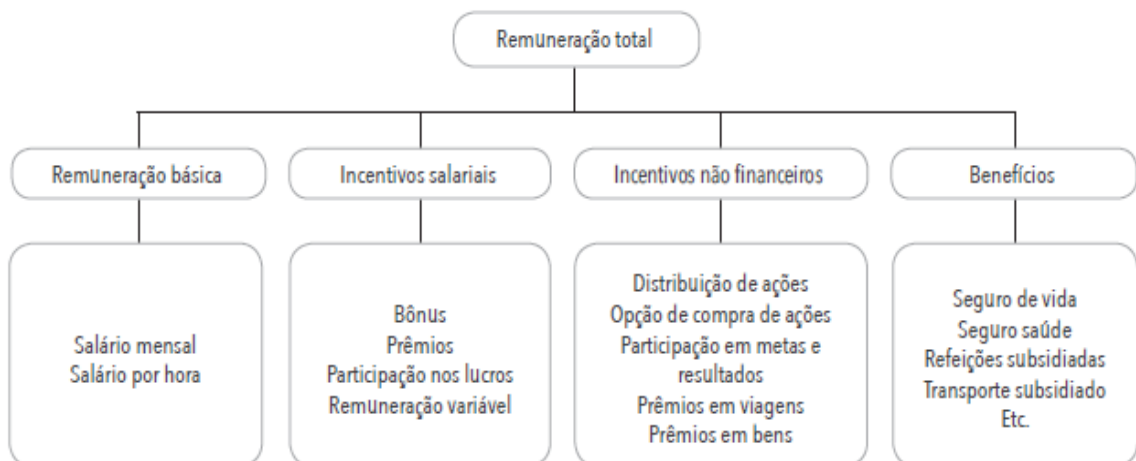 Remuneração total
Remuneração básica
Incentivos salariais
Incentivos não financeiros
Benefícios
Salário mensal
Salário por hora
Bônus
Prêmios
Participação nos lucros
Remuneração variável
Distribuição de ações
Opção de compra de ações
Participação em metas e
resultados
Prêmios em viagens
Prêmios em bens
Seguro de vida
Seguro saúde
Refeições subsidiadas
Transporte subsidiado
Etc.